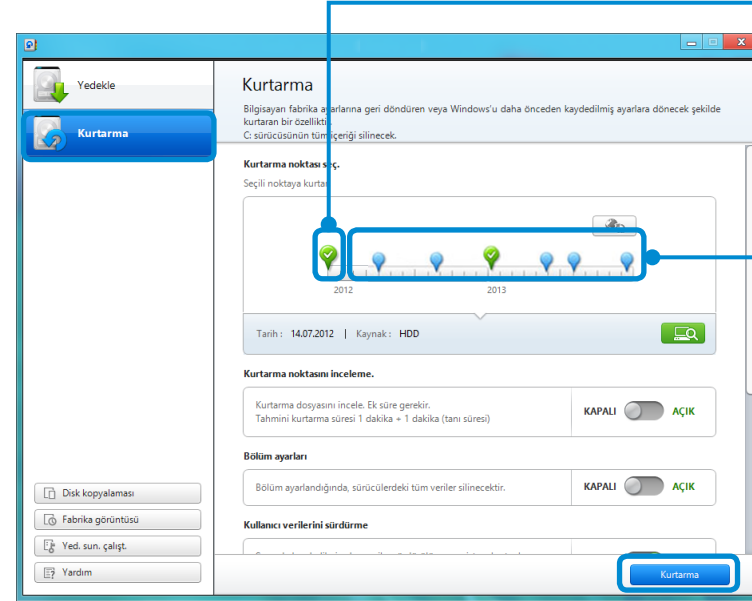 Yedekle
Kurtarma
Kurtarma
Bilgisayarı fabrika ayarlarına geri döndüren veya Windows'u daha önceden kaydedilmiş ayarlara dönecek şekilde
kurtaran bir özelliktir.
C: sürücüsünün tüm içeriği silinecek.
Kurtarma noktası seç.
Seçili noktaya kurtar
2012
2013
Tarih : 14.07.2012 | Kaynak : HDD
Kurtarma noktasını inceleme.
Kurtarma dosyasını incele. Ek süre gerekir.
Tahmini kurtarma süresi 1 dakika + 1 dakika (tanı süresi)
KAPALI AÇIK
Bölüm ayarları
Bölüm ayarlandığında, sürücülerdeki tüm veriler silinecektir.
KAPALI AÇIK
Kullanıcı verilerini sürdürme
Disk kopyalaması
Fabrika görüntüsü
Yed. sun. çalışt.
Yardım
Kurtarma